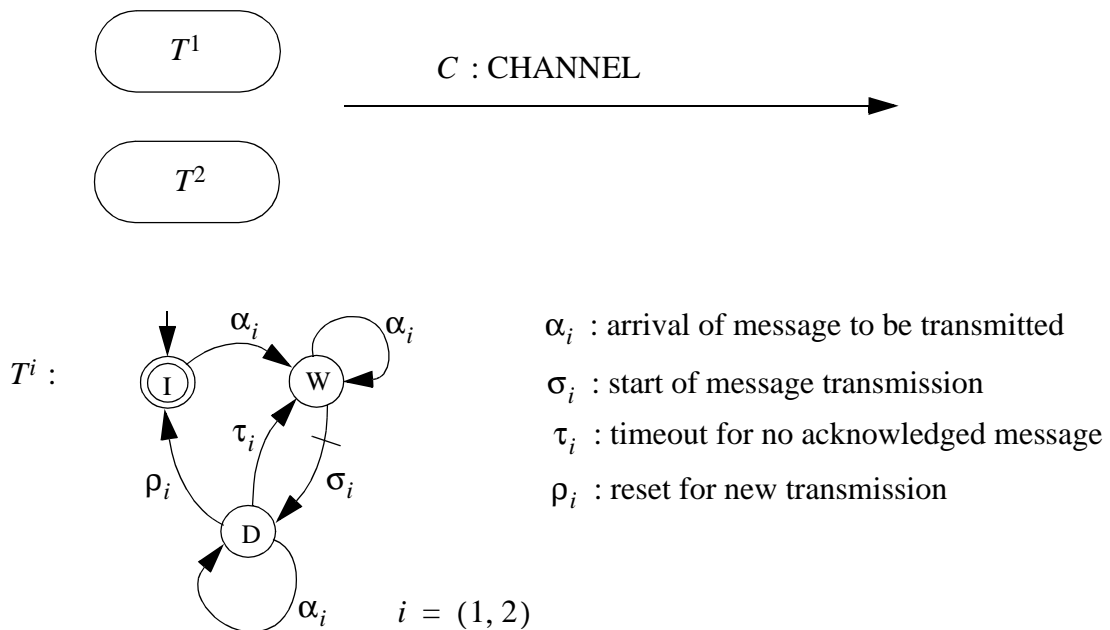 T¹
C : CHANNEL
T²
Tⁱ :
I
αᵢ
W
αᵢ
τᵢ
σᵢ
ρᵢ
D
αᵢ
i = (1, 2)
αᵢ : arrival of message to be transmitted
σᵢ : start of message transmission
τᵢ : timeout for no acknowledged message
ρᵢ : reset for new transmission